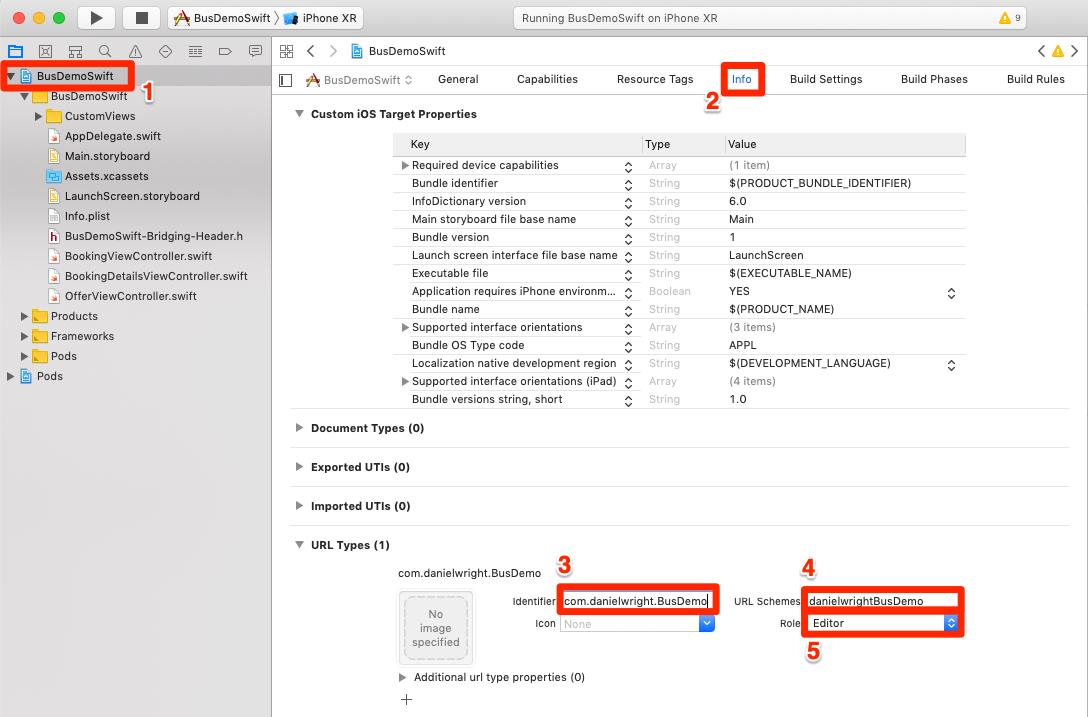 BusDemoSwift iPhone XR
Running BusDemoSwift on iPhone XR
9
BusDemoSwift
BusDemoSwift
1
BusDemoSwift
CustomViews
AppDelegate.swift
Main.storyboard
Assets.xcassets
LaunchScreen.storyboard
Info.plist
h BusDemoSwift-Bridging-Header.h
BookingViewController.swift
BookingDetailsViewController.swift
OfferViewController.swift
Products
Frameworks
Pods
Pods
BusDemoSwift General Capabilities Resource Tags Info Build Settings Build Phases Build Rules
2
Custom iOS Target Properties
Key Type Value
Required device capabilities Array (1 item)
Bundle identifier String $(PRODUCT_BUNDLE_IDENTIFIER)
InfoDictionary version String 6.0
Main storyboard file base name String Main
Bundle version String 1
Launch screen interface file base name String LaunchScreen
Executable file String $(EXECUTABLE_NAME)
Application requires iPhone environm... Boolean YES
Bundle name String $(PRODUCT_NAME)
Supported interface orientations Array (3 items)
Bundle OS Type code String APPL
Localization native development region String $(DEVELOPMENT_LANGUAGE)
Supported interface orientations (iPad) Array (4 items)
Bundle versions string, short String 1.0
Document Types (0)
Exported UTIs (0)
Imported UTIs (0)
URL Types (1)
3
4
com.danielwright.BusDemo
No
image
specified
Identifier com.danielwright.BusDemo URL Schemes danielwrightBusDemo
Icon None Role Editor
5
Additional url type properties (0)